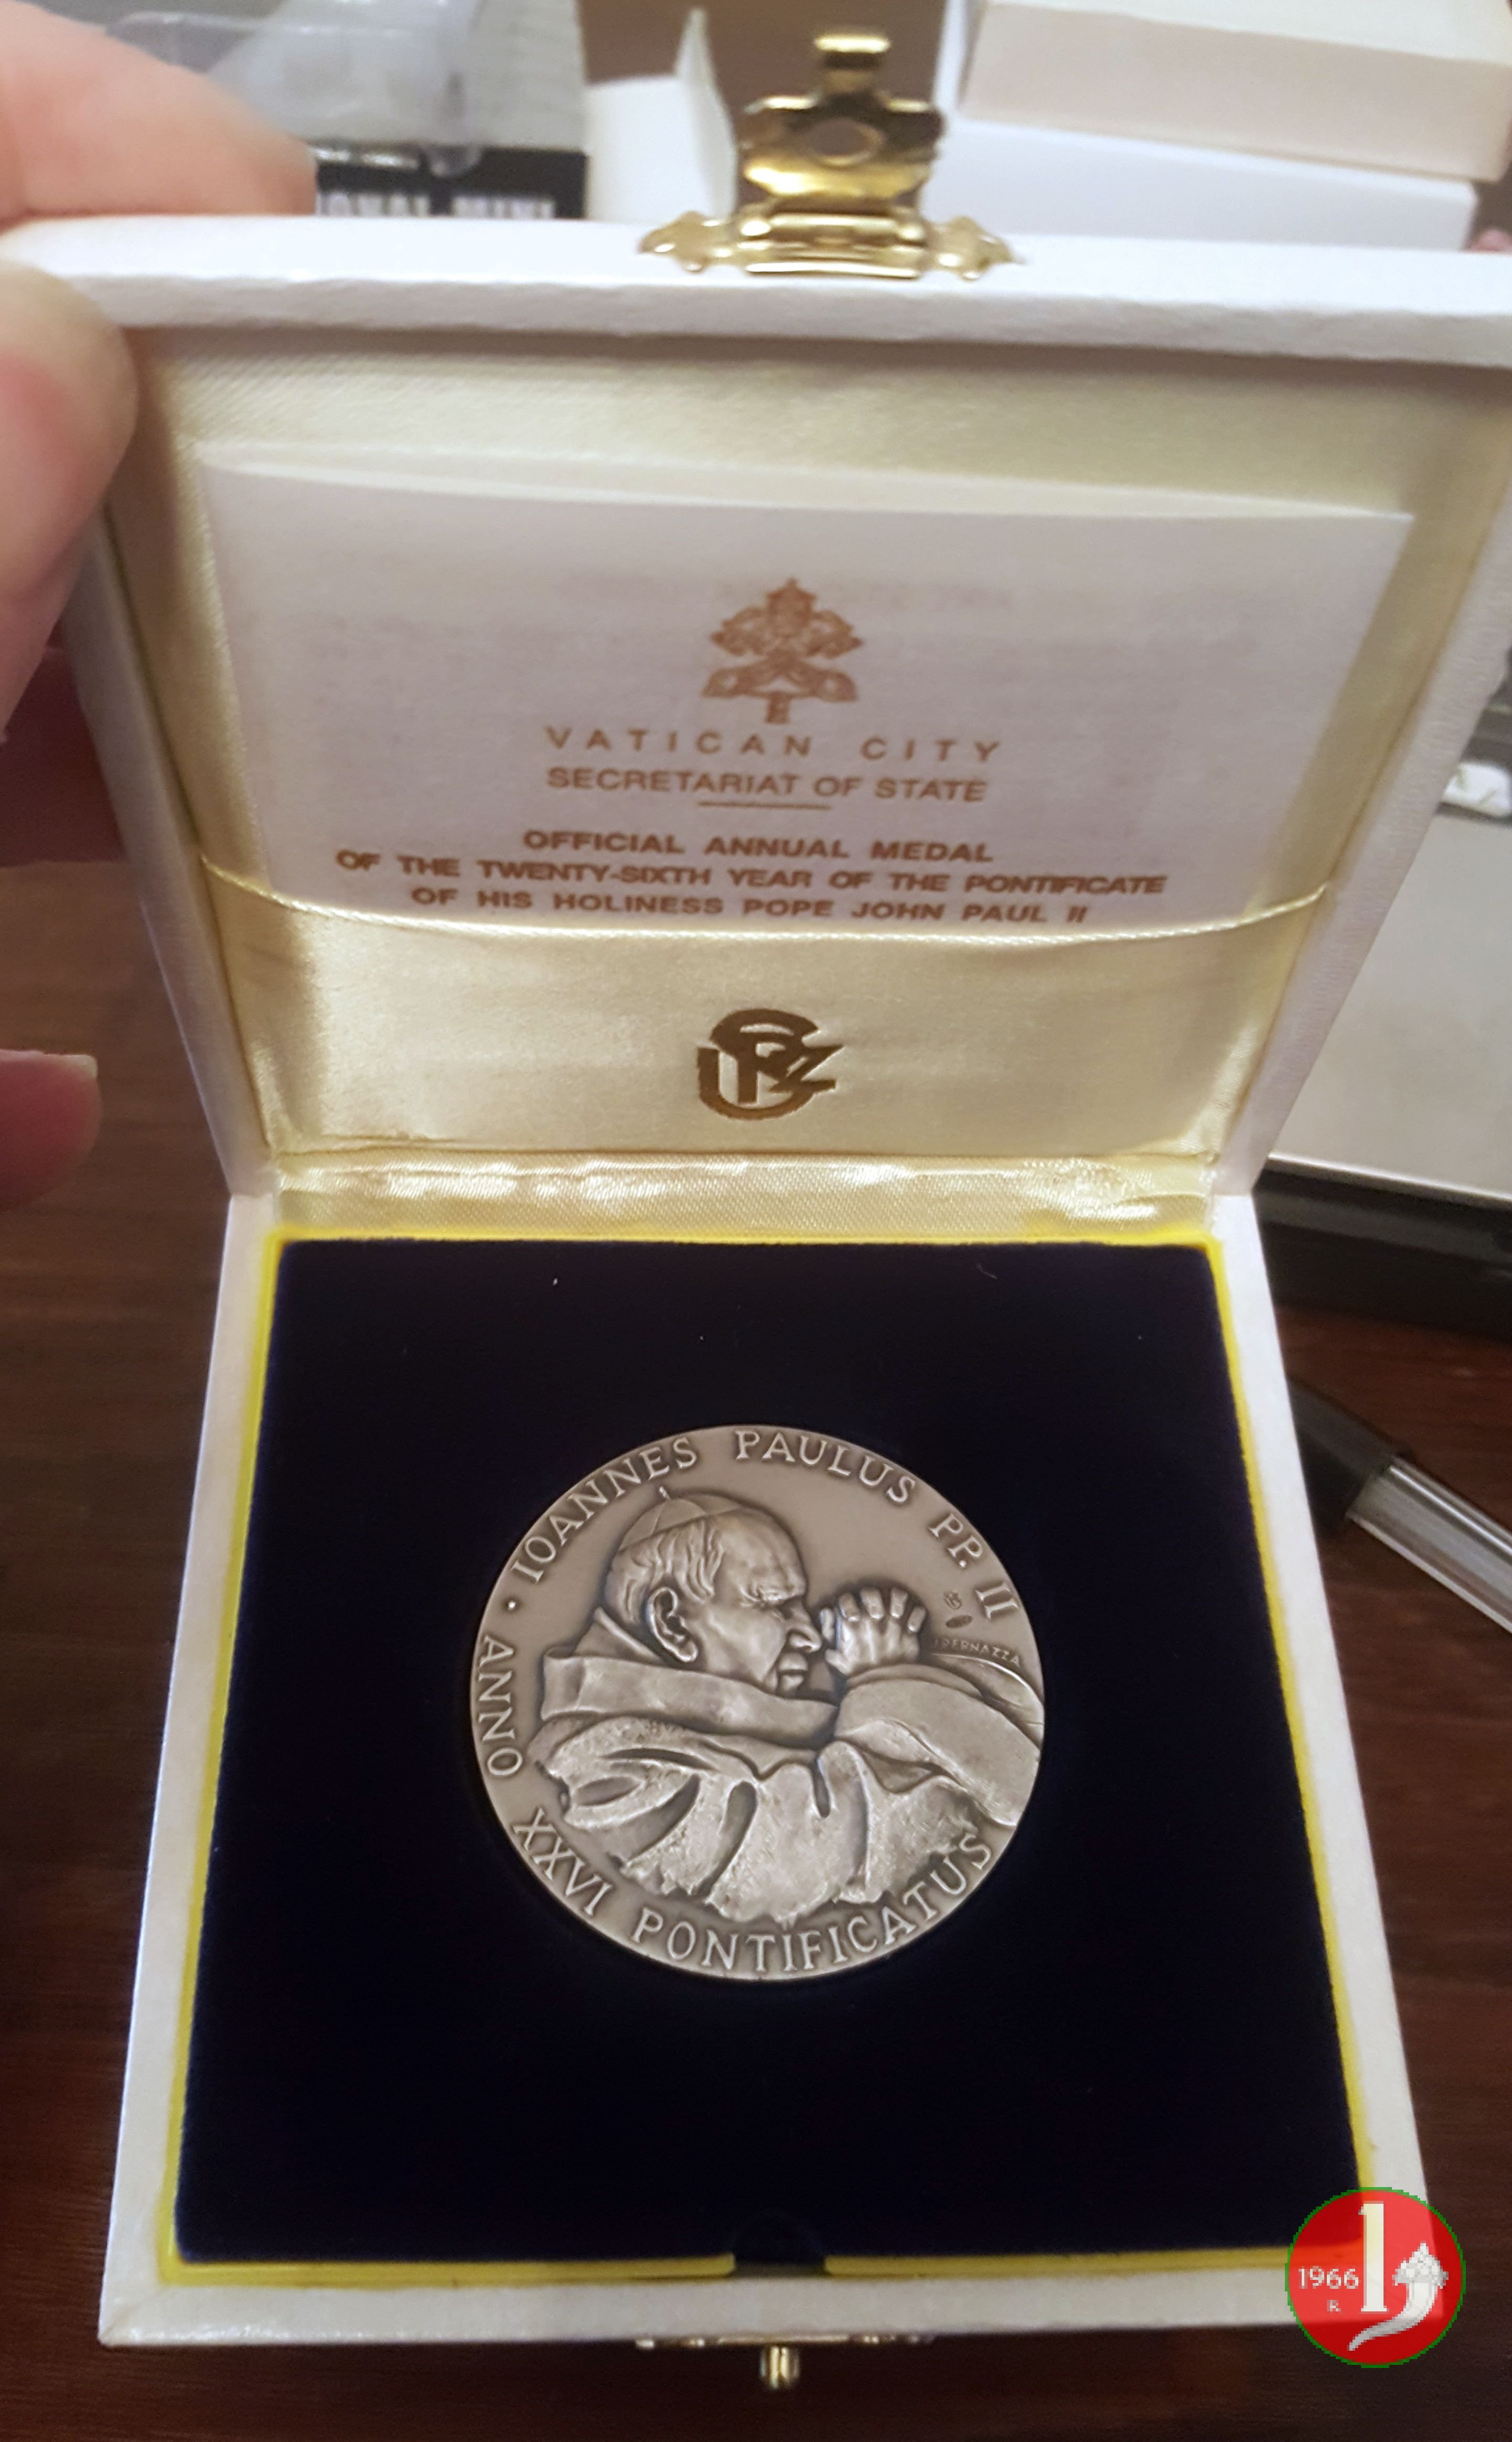 VATICAN CITY
SECRETARIAT OF STATE
OFFICIAL ANNUAL MEDAL
OF THE TWENTY-SIXTH YEAR OF THE PONTIFICATE
OF HIS HOLINESS POPE JOHN PAUL II
IOANNES PAULUS PP. II
ANNO XXVI PONTIFICATUS
1966
R